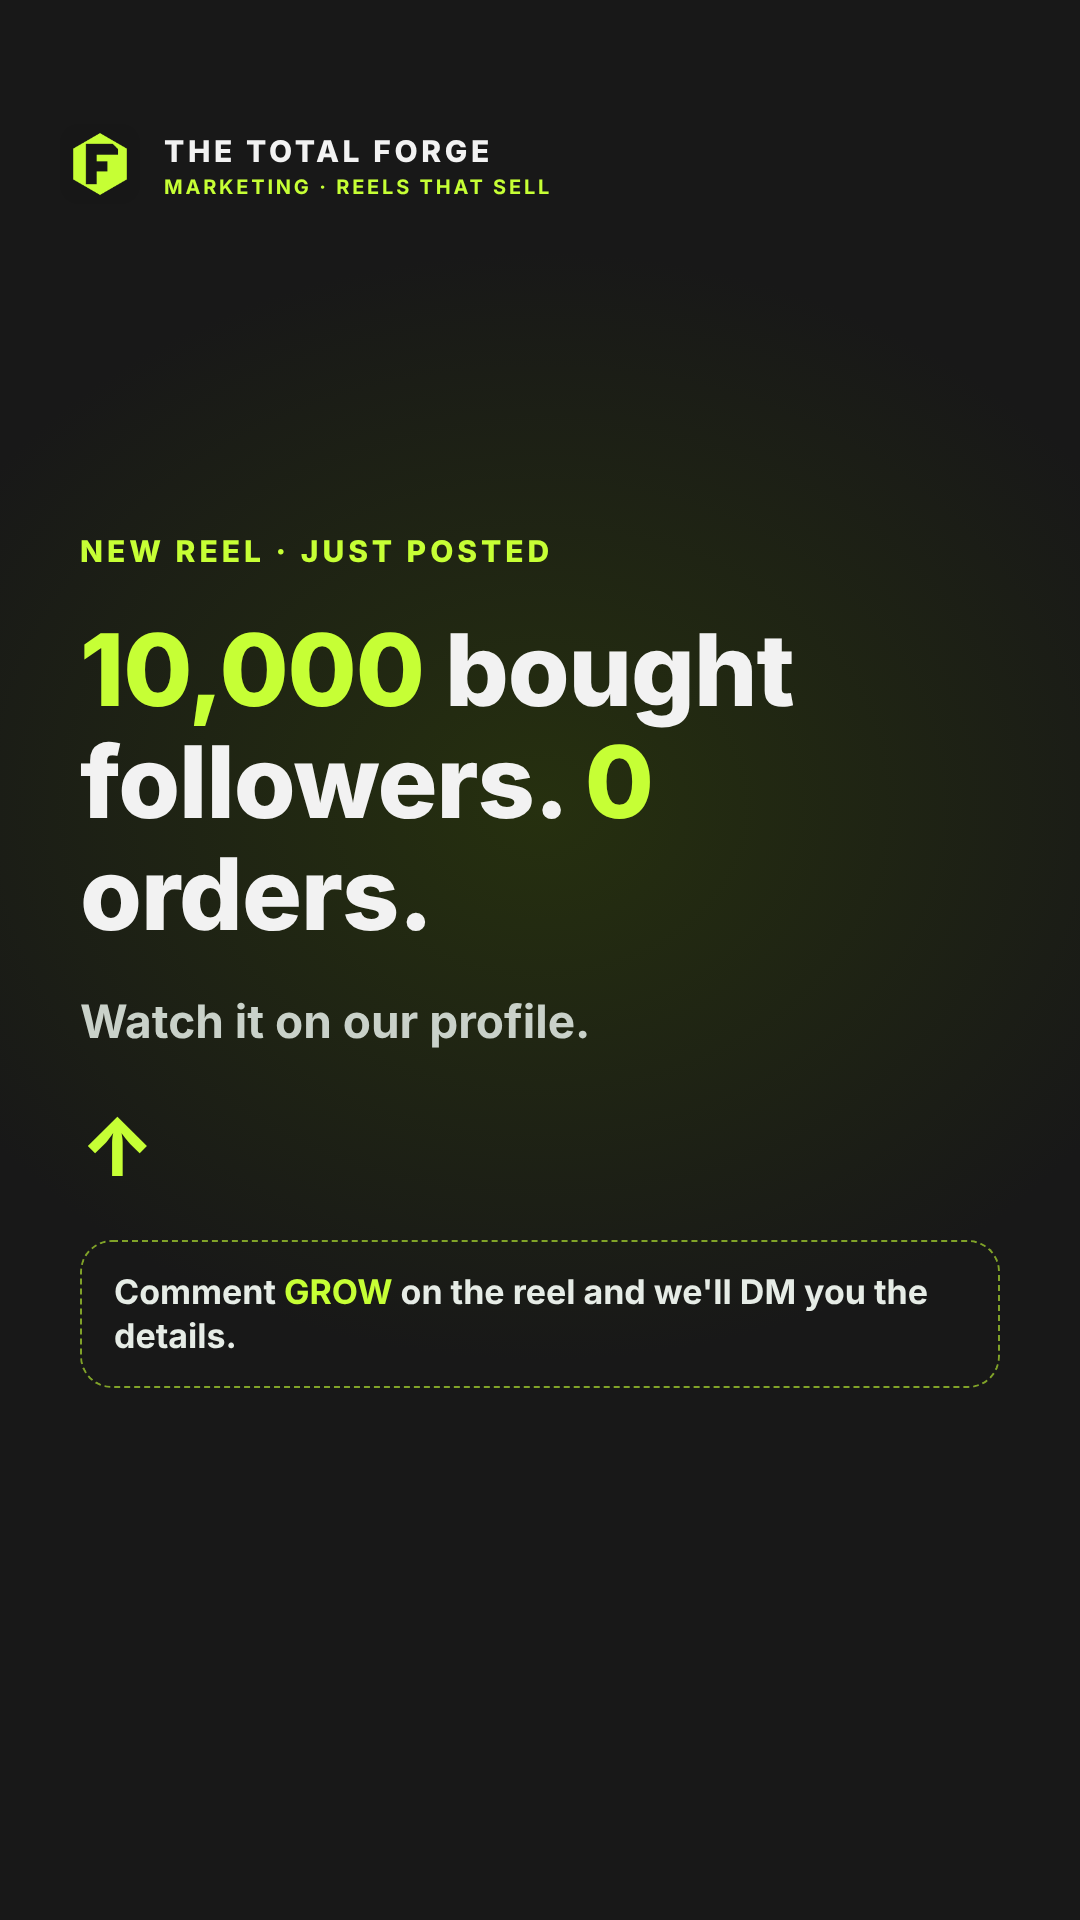 THE TOTAL FORGE
MARKETING · REELS THAT SELL
NEW REEL · JUST POSTED
10,000 bought
followers. 0
orders.
Watch it on our profile.
↑
Comment GROW on the reel and we'll DM you the
details.